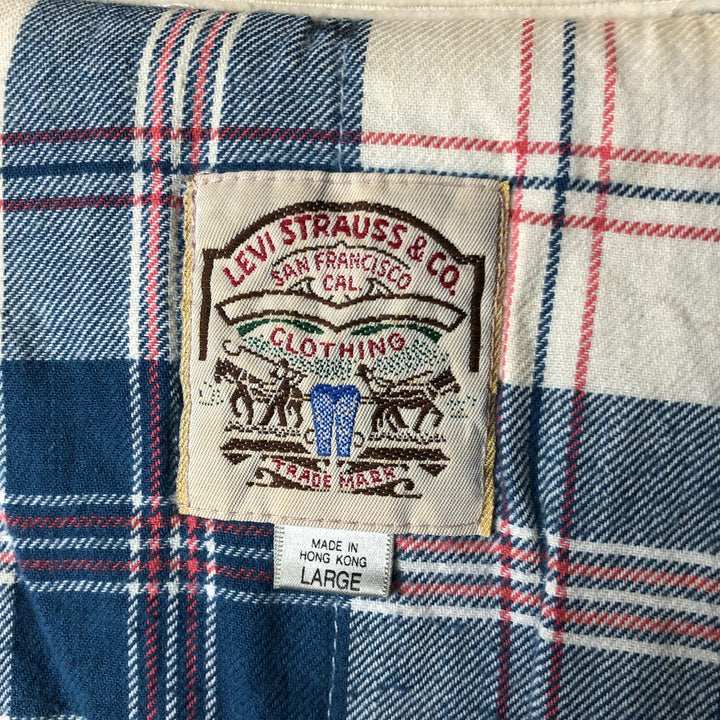 LEVI STRAUSS & CO.
SAN FRANCISCO
CAL.
CLOTHING
TRADE MARK
MADE IN
HONG KONG
LARGE